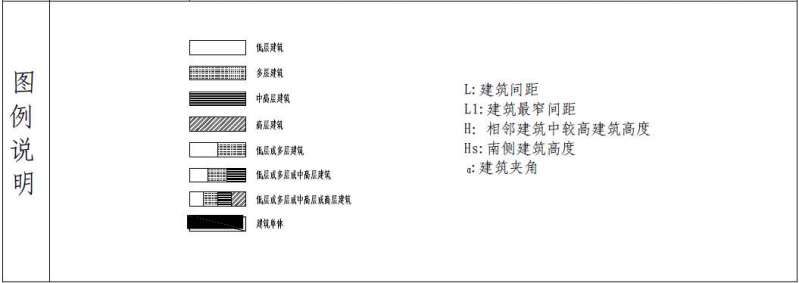 图例说明
低层建筑
多层建筑
中高层建筑
高层建筑
低层或多层建筑
低层或多层或中高层建筑
低层或多层或中高层或高层建筑
建筑单体
L: 建筑间距
L1: 建筑最窄间距
H: 相邻建筑中较高建筑高度
Hs: 南侧建筑高度
α: 建筑夹角